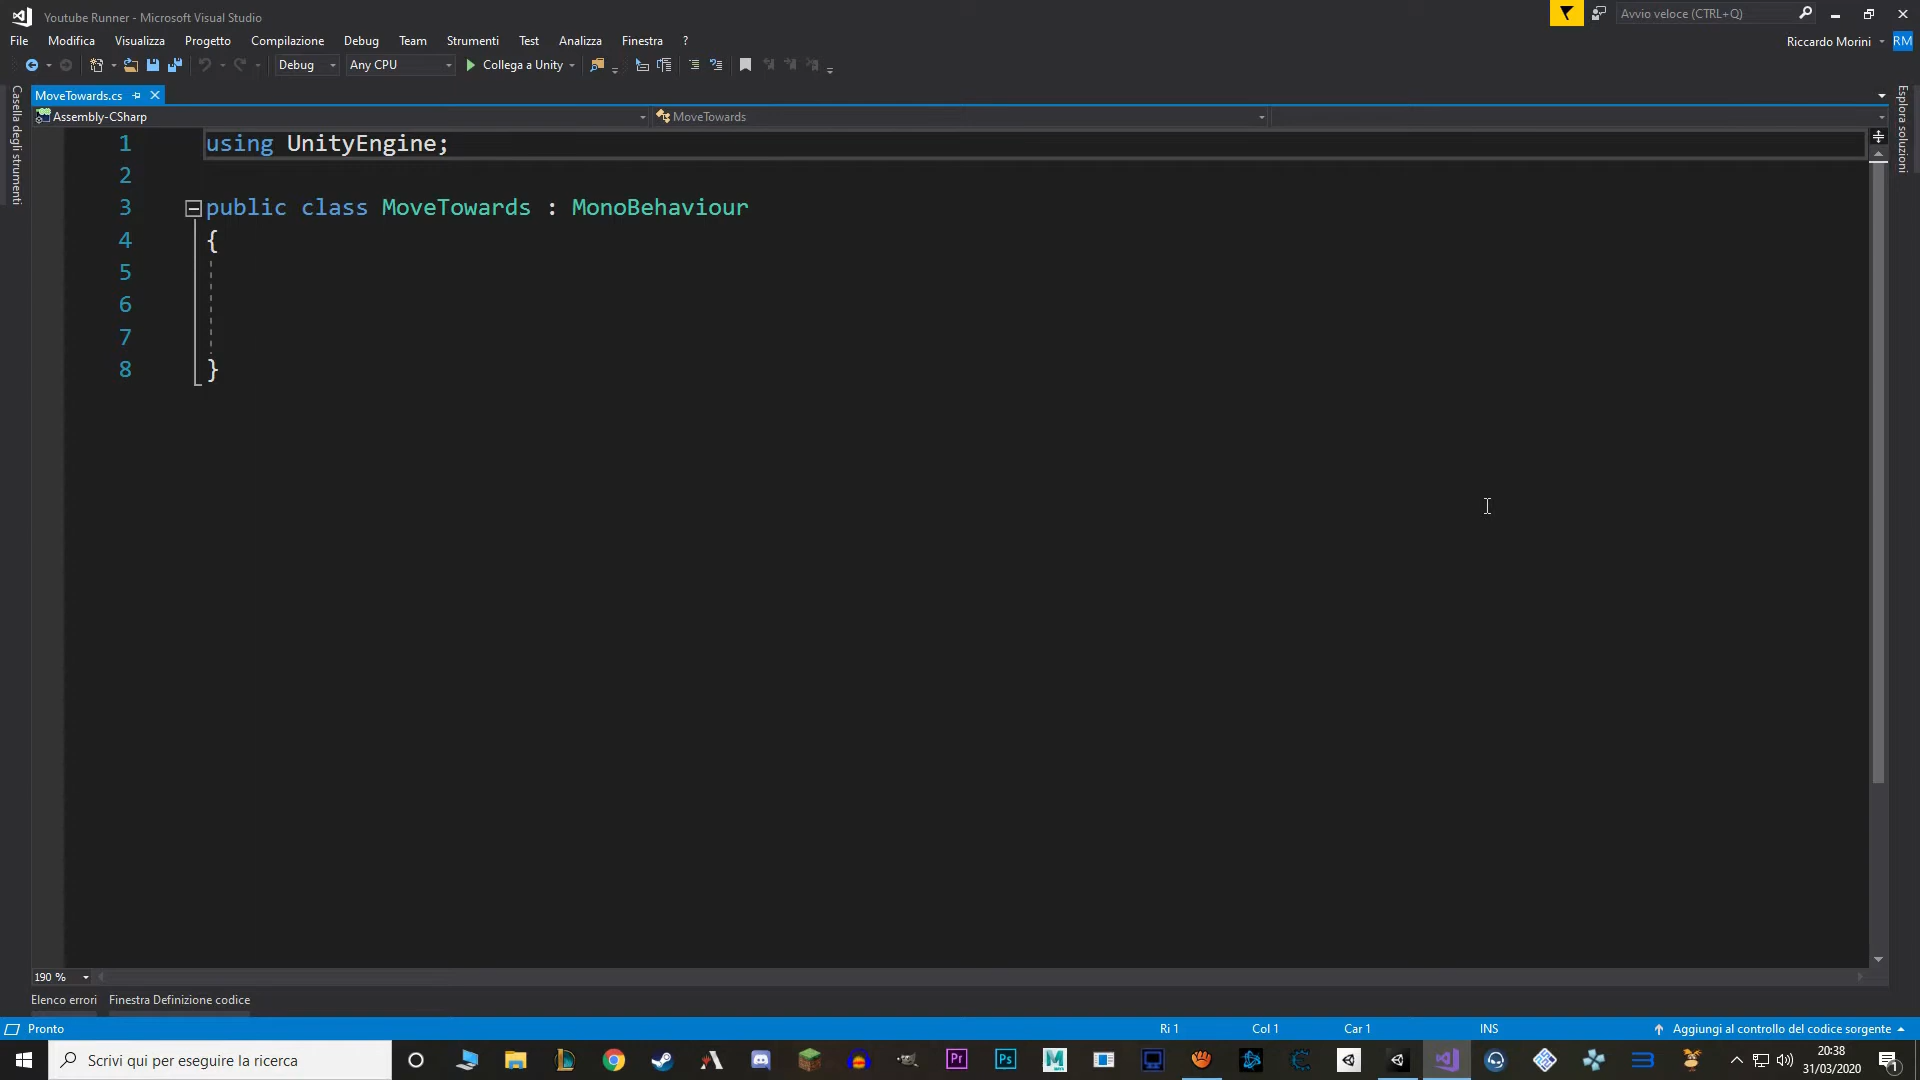 Youtube Runner - Microsoft Visual Studio
Avvio veloce (CTRL+Q)
File Modifica Visualizza Progetto Compilazione Debug Team Strumenti Test Analizza Finestra ?
Riccardo Morini RM
Debug Any CPU Collega a Unity
Casella degli strumenti
MoveTowards.cs
Esplora soluzioni
Assembly-CSharp MoveTowards
1 using UnityEngine;
2
3 public class MoveTowards : MonoBehaviour
4 {
5
6
7
8 }
190 %
Elenco errori Finestra Definizione codice
Pronto Ri 1 Col 1 Car 1 INS Aggiungi al controllo del codice sorgente
Scrivi qui per eseguire la ricerca
Pr Ps M
20:38
31/03/2020
1